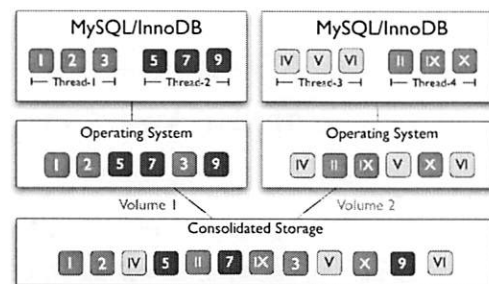 MySQL/InnoDB
1 2 3 5 7 9
Thread-1 Thread-2
MySQL/InnoDB
IV V VI II IX X
Thread-3 Thread-4
Operating System
1 2 5 7 3 9
Operating System
IV II IX V X VI
Volume 1 Volume 2
Consolidated Storage
1 2 IV 5 II 7 IX 3 V X 9 VI